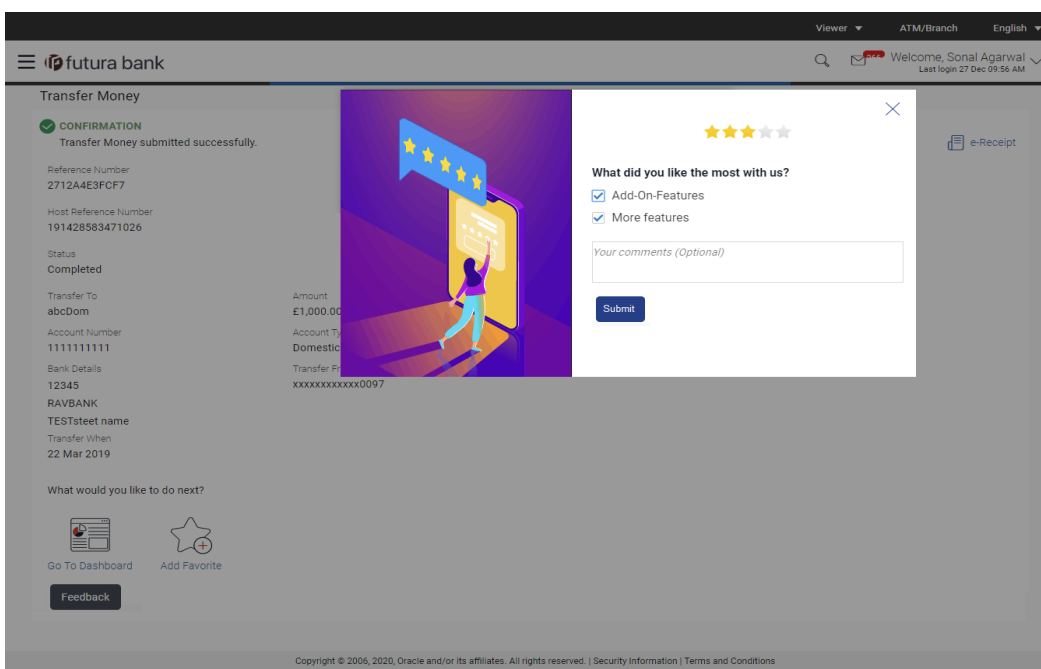 Viewer ATM/Branch English
futura bank
Welcome, Sonal Agarwal
Last login 27 Dec 09:56 AM
Transfer Money
CONFIRMATION
Transfer Money submitted successfully.
e-Receipt
Reference Number
2712A4E3FCF7
Host Reference Number
191428583471026
Status
Completed
Transfer To
abcDom
Amount
£1,000.00
Account Number
1111111111
Account Ty
Domestic
Bank Details
12345
RAVBANK
TESTsteet name
Transfer Fr
xxxxxxxxxxxx0097
Transfer When
22 Mar 2019
What would you like to do next?
Go To Dashboard Add Favorite
Feedback
What did you like the most with us?
Add-On-Features
More features
Your comments (Optional)
Submit
Copyright © 2006, 2020, Oracle and/or its affiliates. All rights reserved. | Security Information | Terms and Conditions